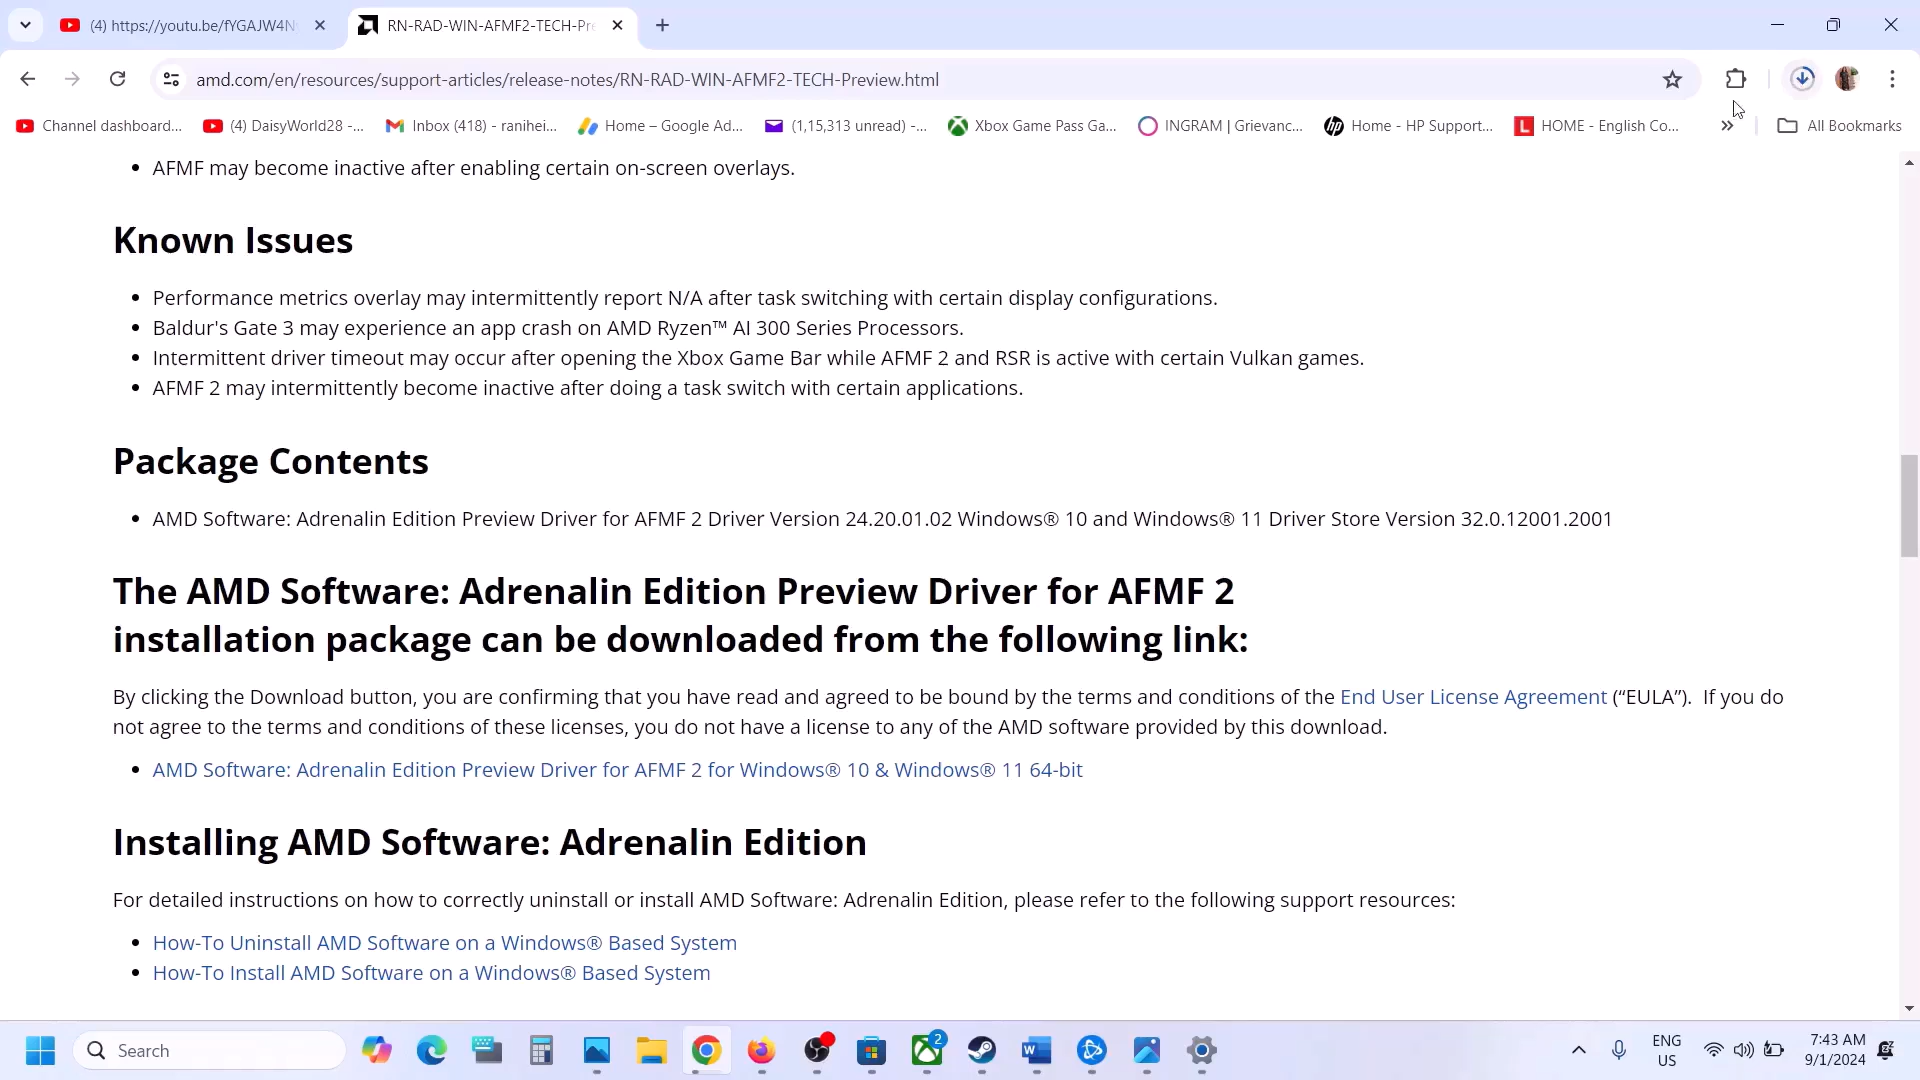 (4) https://youtu.be/fYGAJW4N
RN-RAD-WIN-AFMF2-TECH-Pre
amd.com/en/resources/support-articles/release-notes/RN-RAD-WIN-AFMF2-TECH-Preview.html
Channel dashboard...
(4) DaisyWorld28 -...
Inbox (418) - ranihei...
Home – Google Ad...
(1,15,313 unread) -...
Xbox Game Pass Ga...
INGRAM | Grievanc...
Home - HP Support...
HOME - English Co...
All Bookmarks
• AFMF may become inactive after enabling certain on-screen overlays.
Known Issues
• Performance metrics overlay may intermittently report N/A after task switching with certain display configurations.
• Baldur's Gate 3 may experience an app crash on AMD Ryzen™ AI 300 Series Processors.
• Intermittent driver timeout may occur after opening the Xbox Game Bar while AFMF 2 and RSR is active with certain Vulkan games.
• AFMF 2 may intermittently become inactive after doing a task switch with certain applications.
Package Contents
• AMD Software: Adrenalin Edition Preview Driver for AFMF 2 Driver Version 24.20.01.02 Windows® 10 and Windows® 11 Driver Store Version 32.0.12001.2001
The AMD Software: Adrenalin Edition Preview Driver for AFMF 2
installation package can be downloaded from the following link:
By clicking the Download button, you are confirming that you have read and agreed to be bound by the terms and conditions of the End User License Agreement (“EULA”).  If you do
not agree to the terms and conditions of these licenses, you do not have a license to any of the AMD software provided by this download.
• AMD Software: Adrenalin Edition Preview Driver for AFMF 2 for Windows® 10 & Windows® 11 64-bit
Installing AMD Software: Adrenalin Edition
For detailed instructions on how to correctly uninstall or install AMD Software: Adrenalin Edition, please refer to the following support resources:
• How-To Uninstall AMD Software on a Windows® Based System
• How-To Install AMD Software on a Windows® Based System
Search
2
ENG
US
7:43 AM
9/1/2024